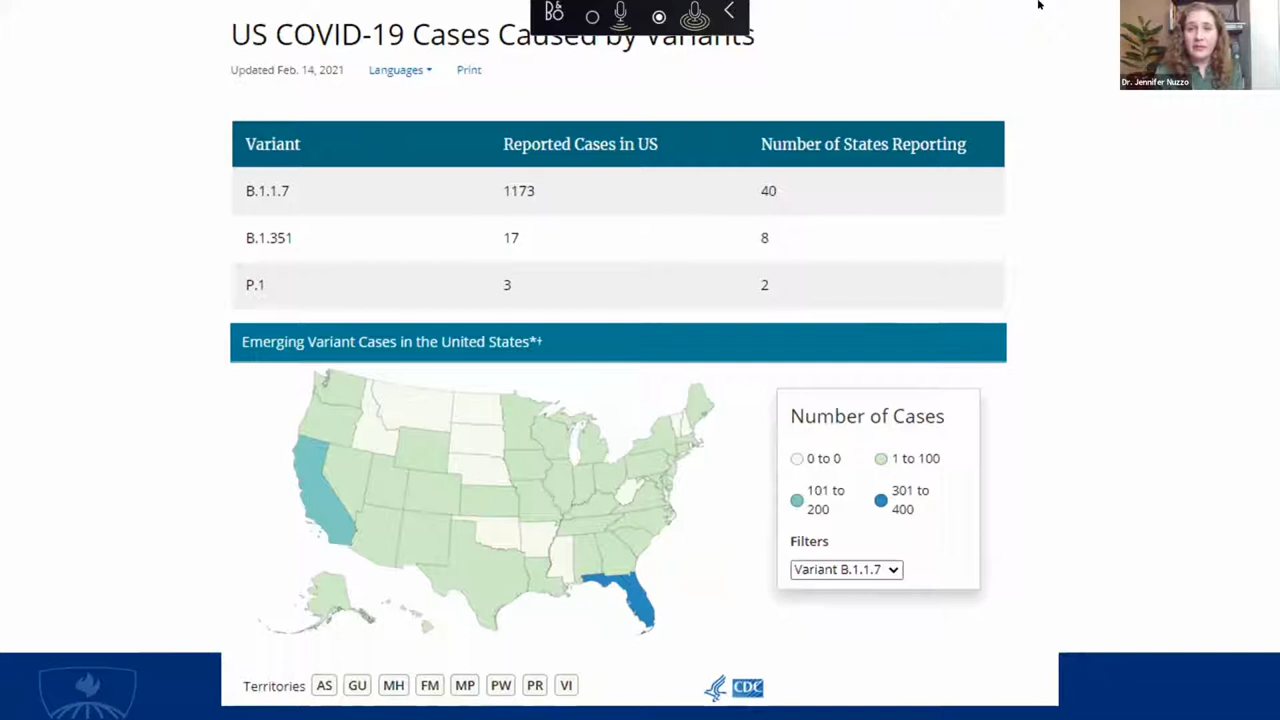 US COVID-19 Cases Caused by Variants
Dr. Jennifer Nuzzo
Updated Feb. 14, 2021 Languages Print
Variant Reported Cases in US Number of States Reporting
B.1.1.7 1173 40
B.1.351 17 8
P.1 3 2
Emerging Variant Cases in the United States*†
Number of Cases
0 to 0 1 to 100
101 to 200 301 to 400
Filters
Variant B.1.1.7
Territories AS GU MH FM MP PW PR VI
CDC